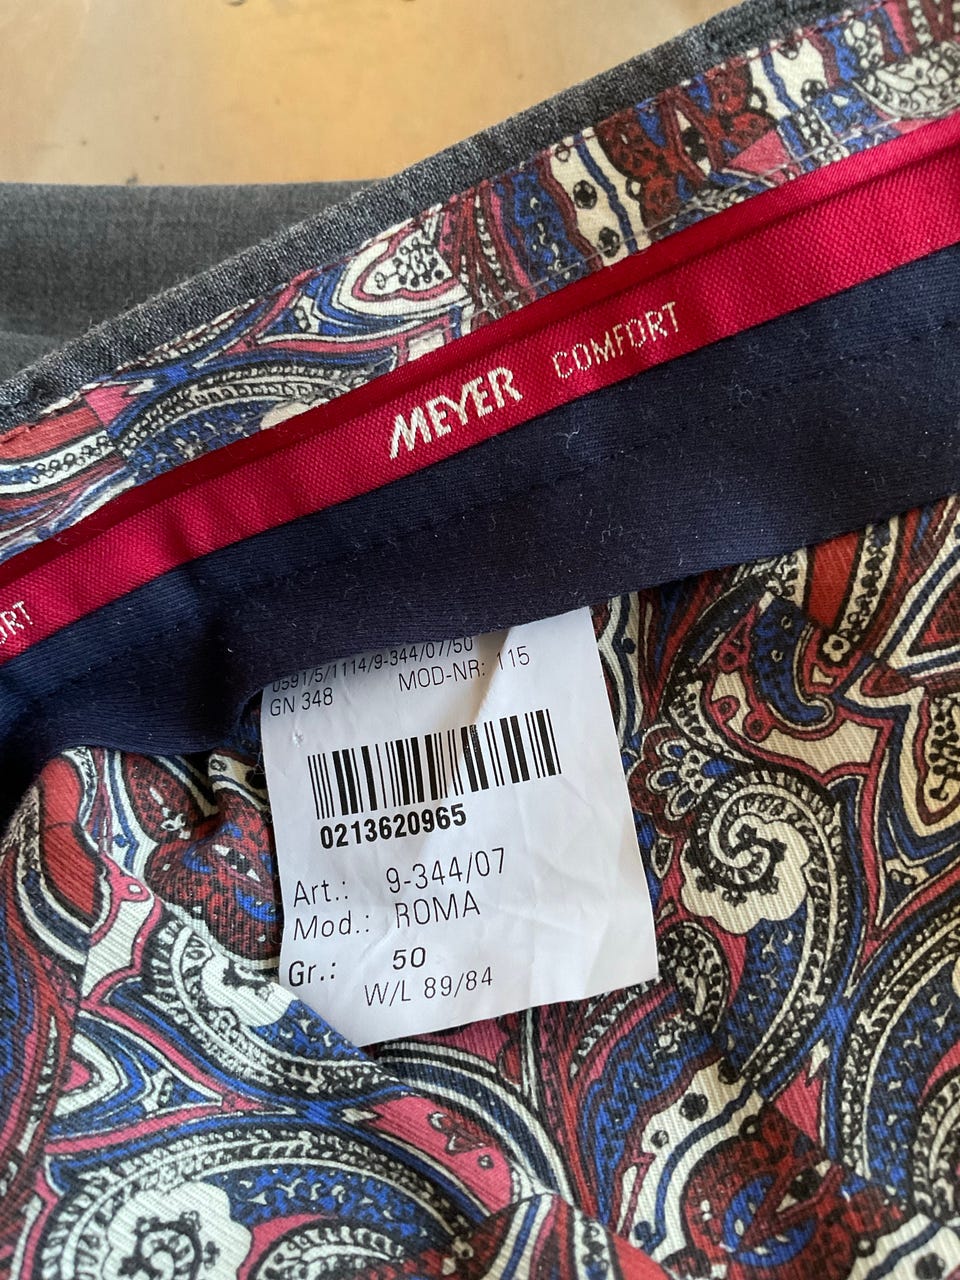 MEYER COMFORT
ORT
0591/5/1114/9-344/07/50
GN 348 MOD-NR: 115
0213620965
Art.: 9-344/07
Mod.: ROMA
Gr.: 50
W/L 89/84